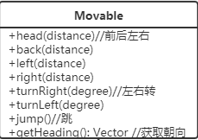 Movable
+head(distance)//前后左右
+back(distance)
+left(distance)
+right(distance)
+turnRight(degree)//左右转
+turnLeft(degree)
+jump()//跳
+getHeading(): Vector //获取朝向